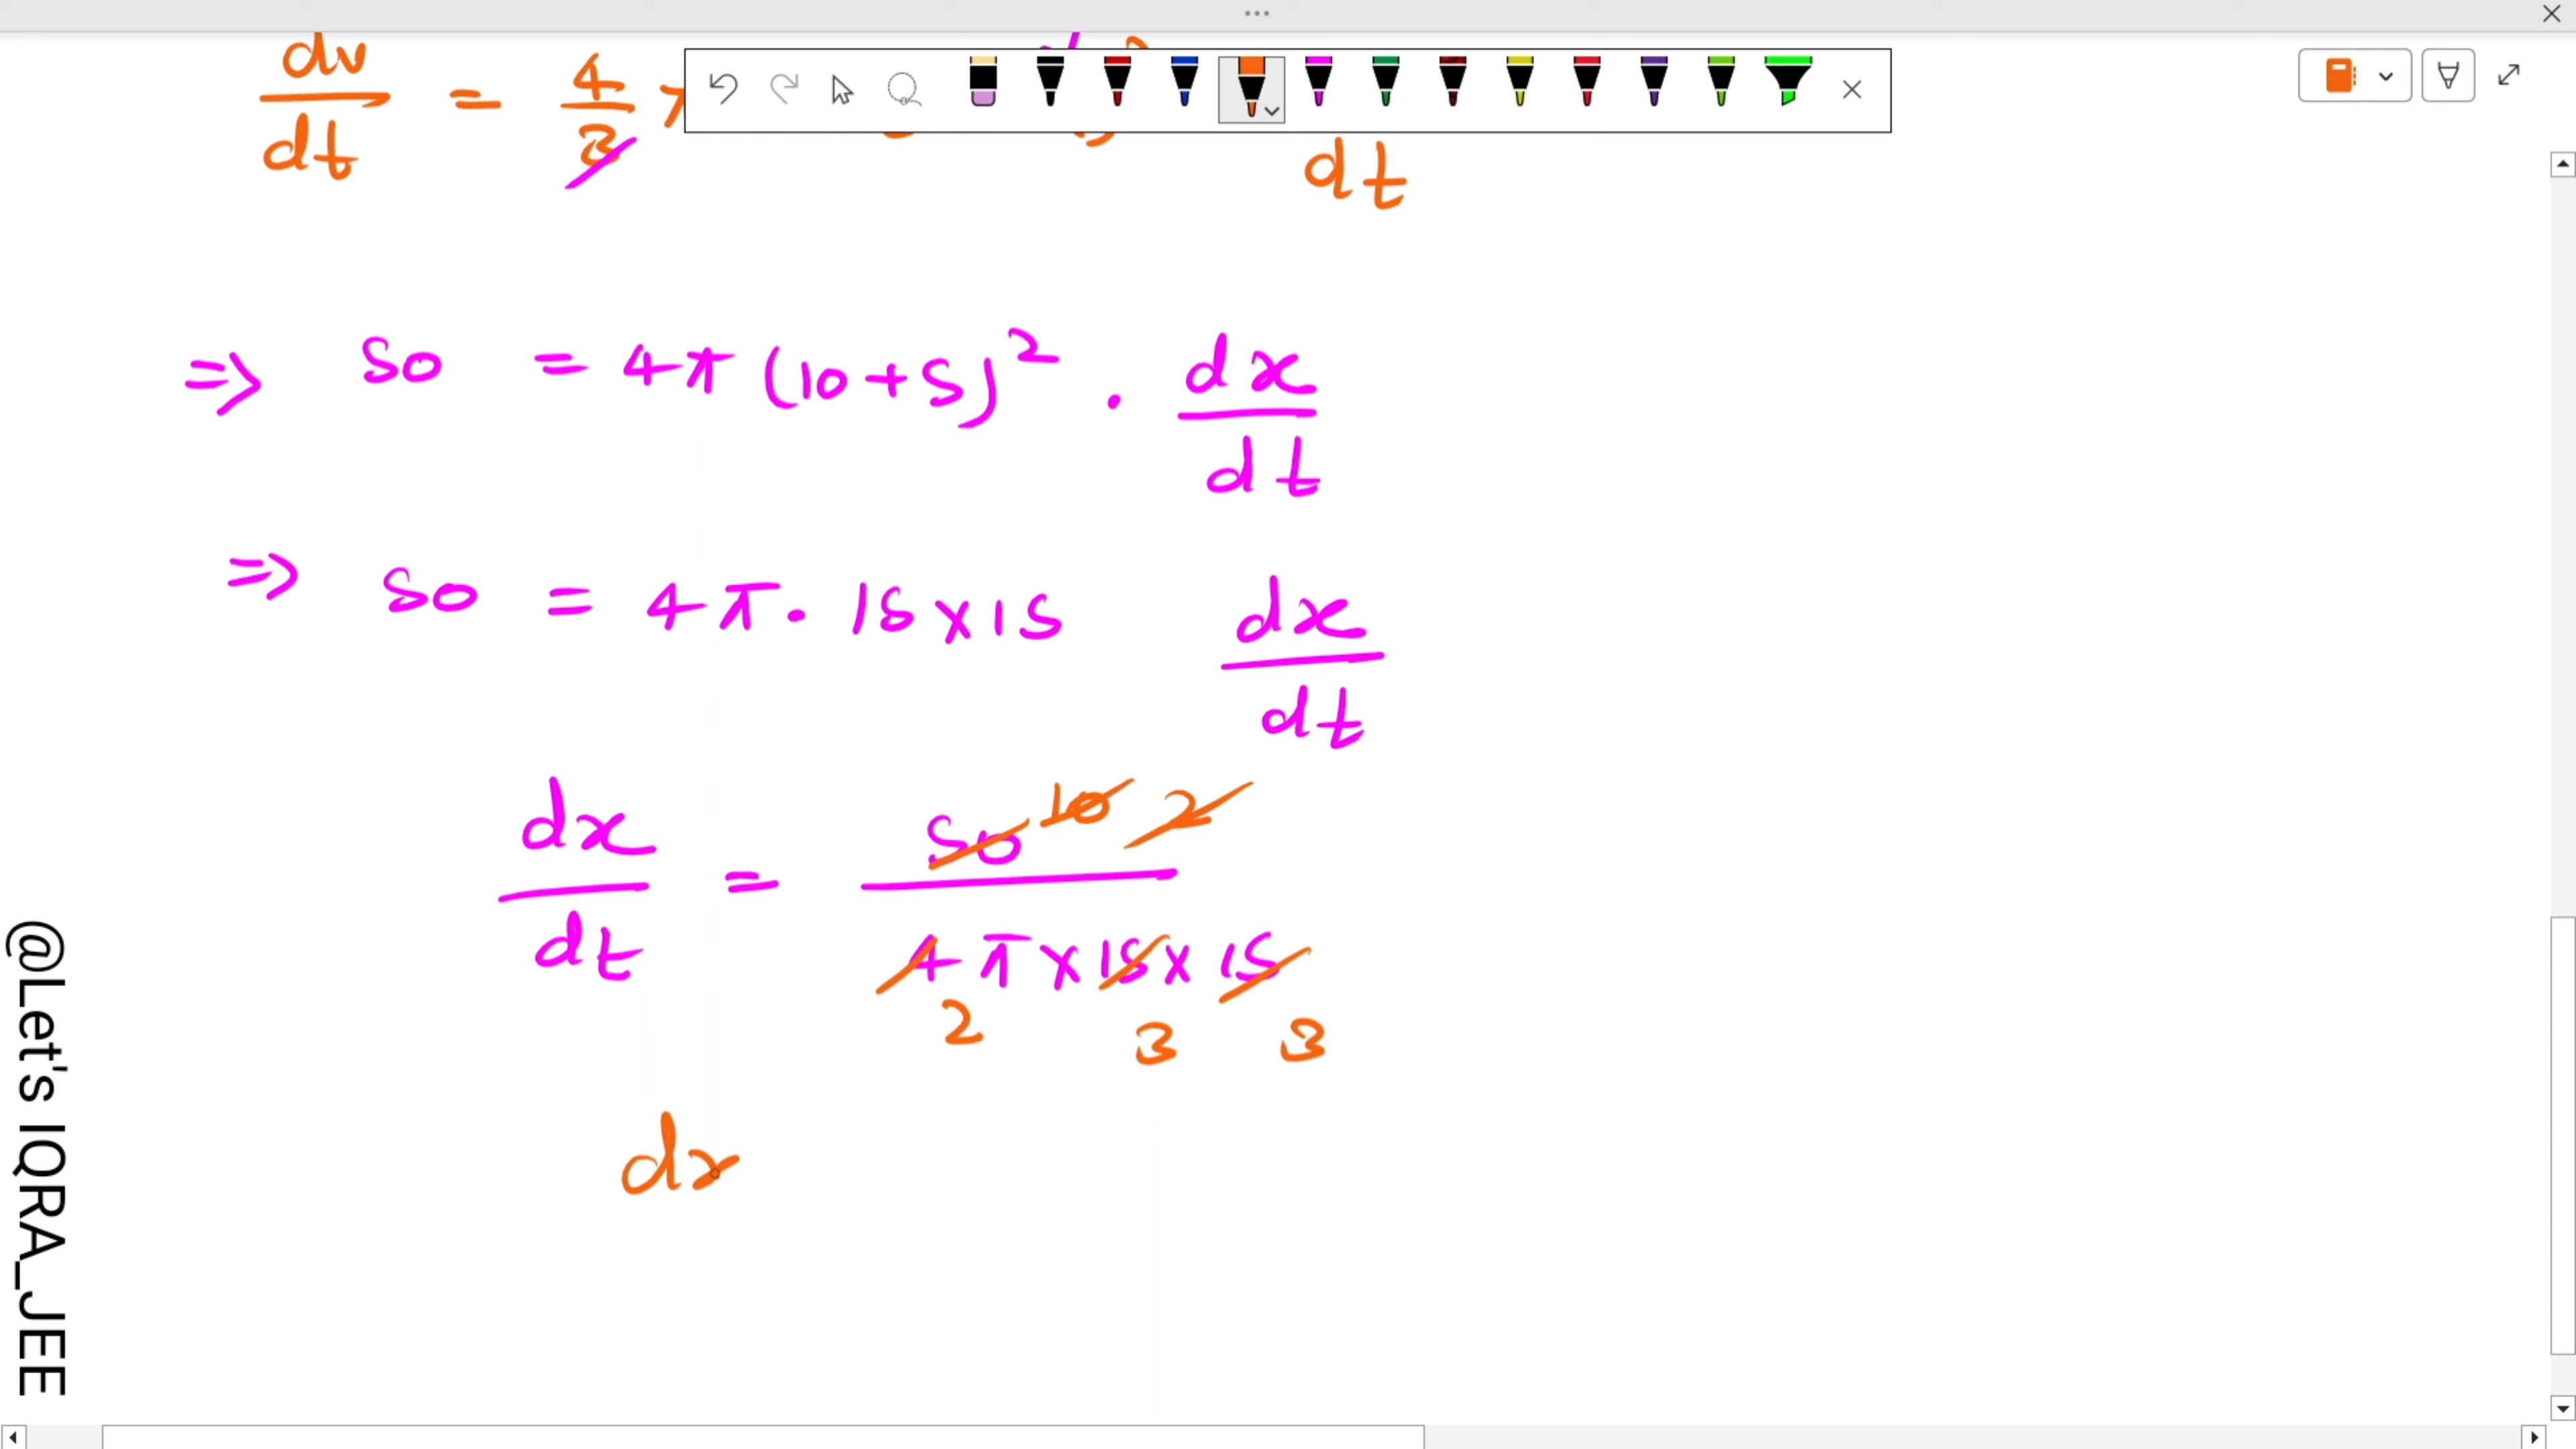 dv/dt = 4/3
dt
=> 50 = 4π (10+5)² . dx/dt
=> 50 = 4π . 15 x 15 dx/dt
dx/dt = 50 10 2 / 4π x 15 x 15
2 3 3
dx
@Let's IQRA_JEE